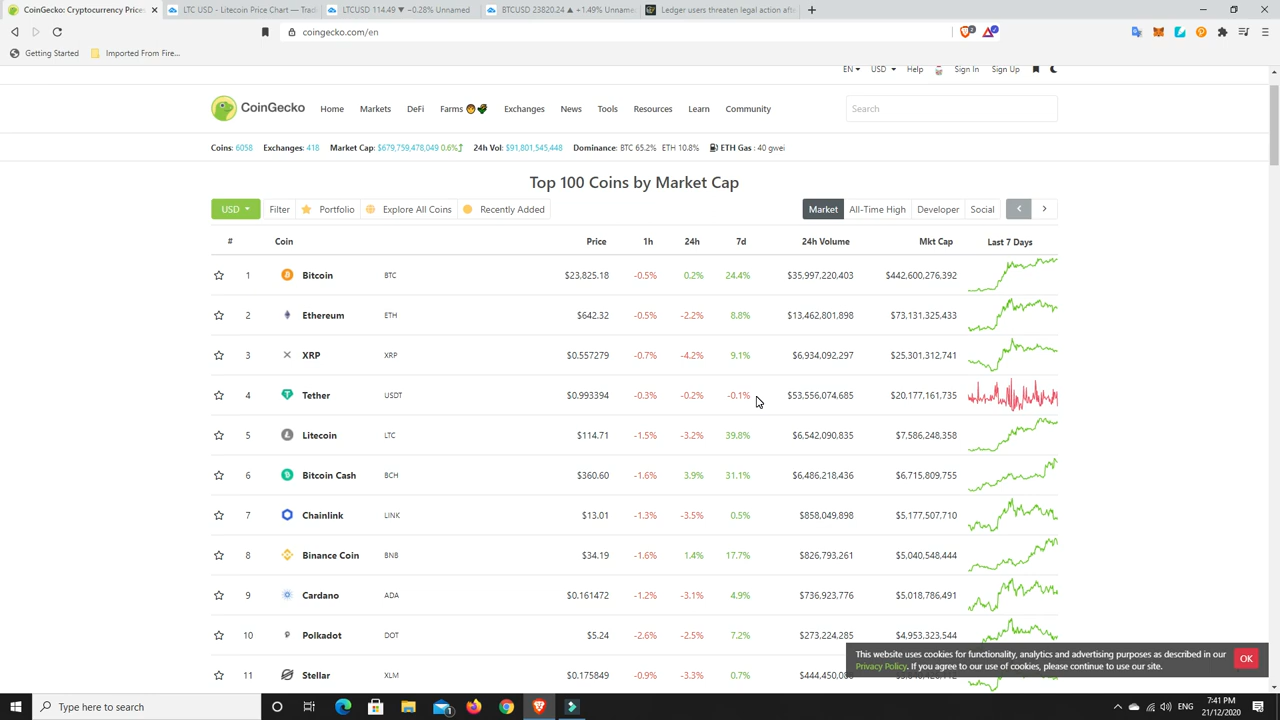 CoinGecko: Cryptocurrency Prices
LTC USD - Litecoin Price Chart — Trad
LTCUSD 114.49 ▼ −0.28% Unnamed
BTCUSD 23820.24 ▲ +1.49% Unname
Ledger users threaten legal action afte
coingecko.com/en
Getting Started
Imported From Fire...
EN
USD
Help
Sign In
Sign Up
CoinGecko
Home
Markets
DeFi
Farms
Exchanges
News
Tools
Resources
Learn
Community
Search
Coins: 6058 Exchanges: 418 Market Cap: $679,759,478,049 0.6% 24h Vol: $91,801,545,448 Dominance: BTC 65.2% ETH 10.8% ETH Gas : 40 gwei
Top 100 Coins by Market Cap
USD Filter Portfolio Explore All Coins Recently Added Market All-Time High Developer Social < >
# Coin Price 1h 24h 7d 24h Volume Mkt Cap Last 7 Days
1 Bitcoin BTC $23,825.18 -0.5% 0.2% 24.4% $35,997,220,403 $442,600,276,392
2 Ethereum ETH $642.32 -0.5% -2.2% 8.8% $13,462,801,898 $73,131,325,433
3 XRP XRP $0.557279 -0.7% -4.2% 9.1% $6,934,092,297 $25,301,312,741
4 Tether USDT $0.993394 -0.3% -0.2% -0.1% $53,556,074,685 $20,177,161,735
5 Litecoin LTC $114.71 -1.5% -3.2% 39.8% $6,542,090,835 $7,586,248,358
6 Bitcoin Cash BCH $360.60 -1.6% 3.9% 31.1% $6,486,218,436 $6,715,809,755
7 Chainlink LINK $13.01 -1.3% -3.5% 0.5% $858,049,898 $5,177,507,710
8 Binance Coin BNB $34.19 -1.6% 1.4% 17.7% $826,793,261 $5,040,548,444
9 Cardano ADA $0.161472 -1.2% -3.1% 4.9% $736,923,776 $5,018,786,491
10 Polkadot DOT $5.24 -2.6% -2.5% 7.2% $273,224,285 $4,953,323,544
11 Stellar XLM $0.175849 -0.9% -3.3% 0.7%
This website uses cookies for functionality, analytics and advertising purposes as described in our
Privacy Policy. If you agree to our use of cookies, please continue to use our site.
OK
Type here to search
ENG
7:41 PM
21/12/2020